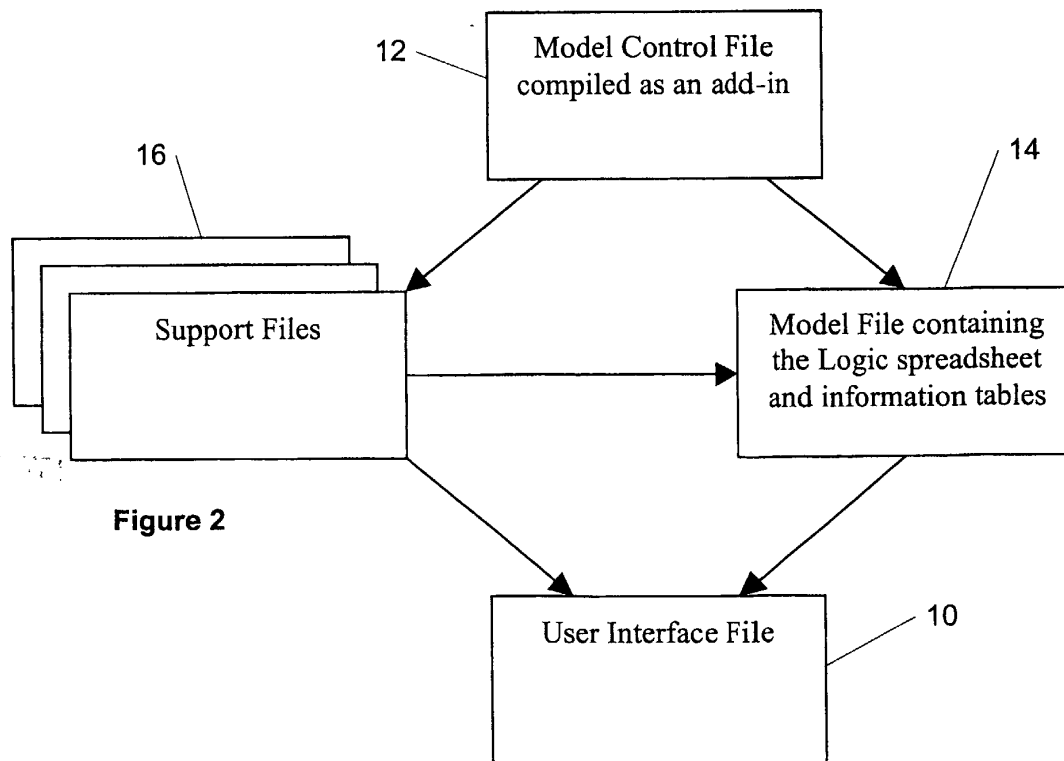 12
Model Control File
compiled as an add-in
16
14
Support Files
Model File containing
the Logic spreadsheet
and information tables
Figure 2
User Interface File
10